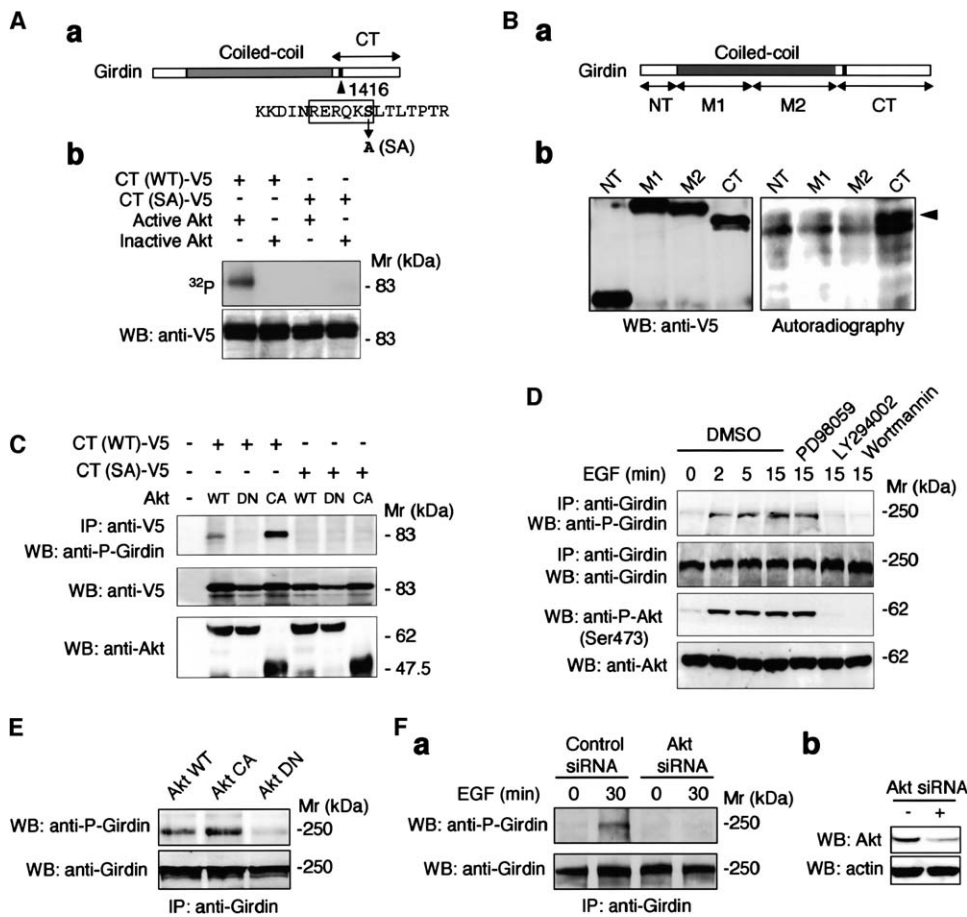 A
a
CT
Coiled-coil
Girdin
1416
KKDINRERQKSLTLTPTR
A (SA)
b
CT (WT)-V5 + + - -
CT (SA)-V5 - - + +
Active Akt + - + -
Inactive Akt - + - +
Mr (kDa)
32P - 83
WB: anti-V5 - 83
B
a
Coiled-coil
Girdin
NT M1 M2 CT
b
NT M1 M2 CT NT M1 M2 CT
WB: anti-V5 Autoradiography
C
CT (WT)-V5 - + + + - - -
CT (SA)-V5 - - - - + + +
Akt - WT DN CA WT DN CA
Mr (kDa)
IP: anti-V5
WB: anti-P-Girdin - 83
WB: anti-V5 - 83
WB: anti-Akt - 62
- 47.5
D
DMSO PD98059 LY294002 Wortmannin
EGF (min) 0 2 5 15 15 15 15
Mr (kDa)
IP: anti-Girdin
WB: anti-P-Girdin -250
IP: anti-Girdin
WB: anti-Girdin -250
WB: anti-P-Akt
(Ser473) -62
WB: anti-Akt -62
E
Akt WT Akt CA Akt DN
Mr (kDa)
WB: anti-P-Girdin -250
WB: anti-Girdin -250
IP: anti-Girdin
F
a
Control siRNA Akt siRNA
EGF (min) 0 30 0 30
Mr (kDa)
WB: anti-P-Girdin -250
WB: anti-Girdin -250
IP: anti-Girdin
b
Akt siRNA
- +
WB: Akt
WB: actin